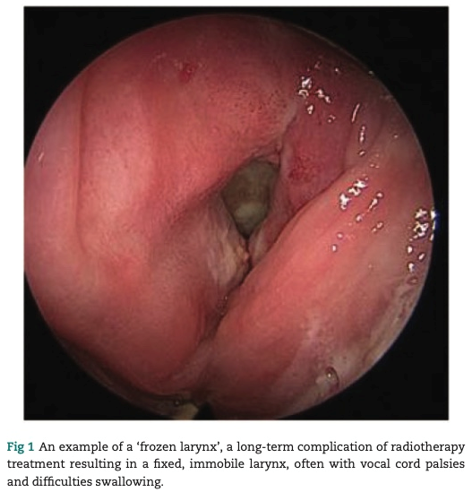 Fig 1 An example of a ‘frozen larynx’, a long-term complication of radiotherapy
treatment resulting in a fixed, immobile larynx, often with vocal cord palsies
and difficulties swallowing.